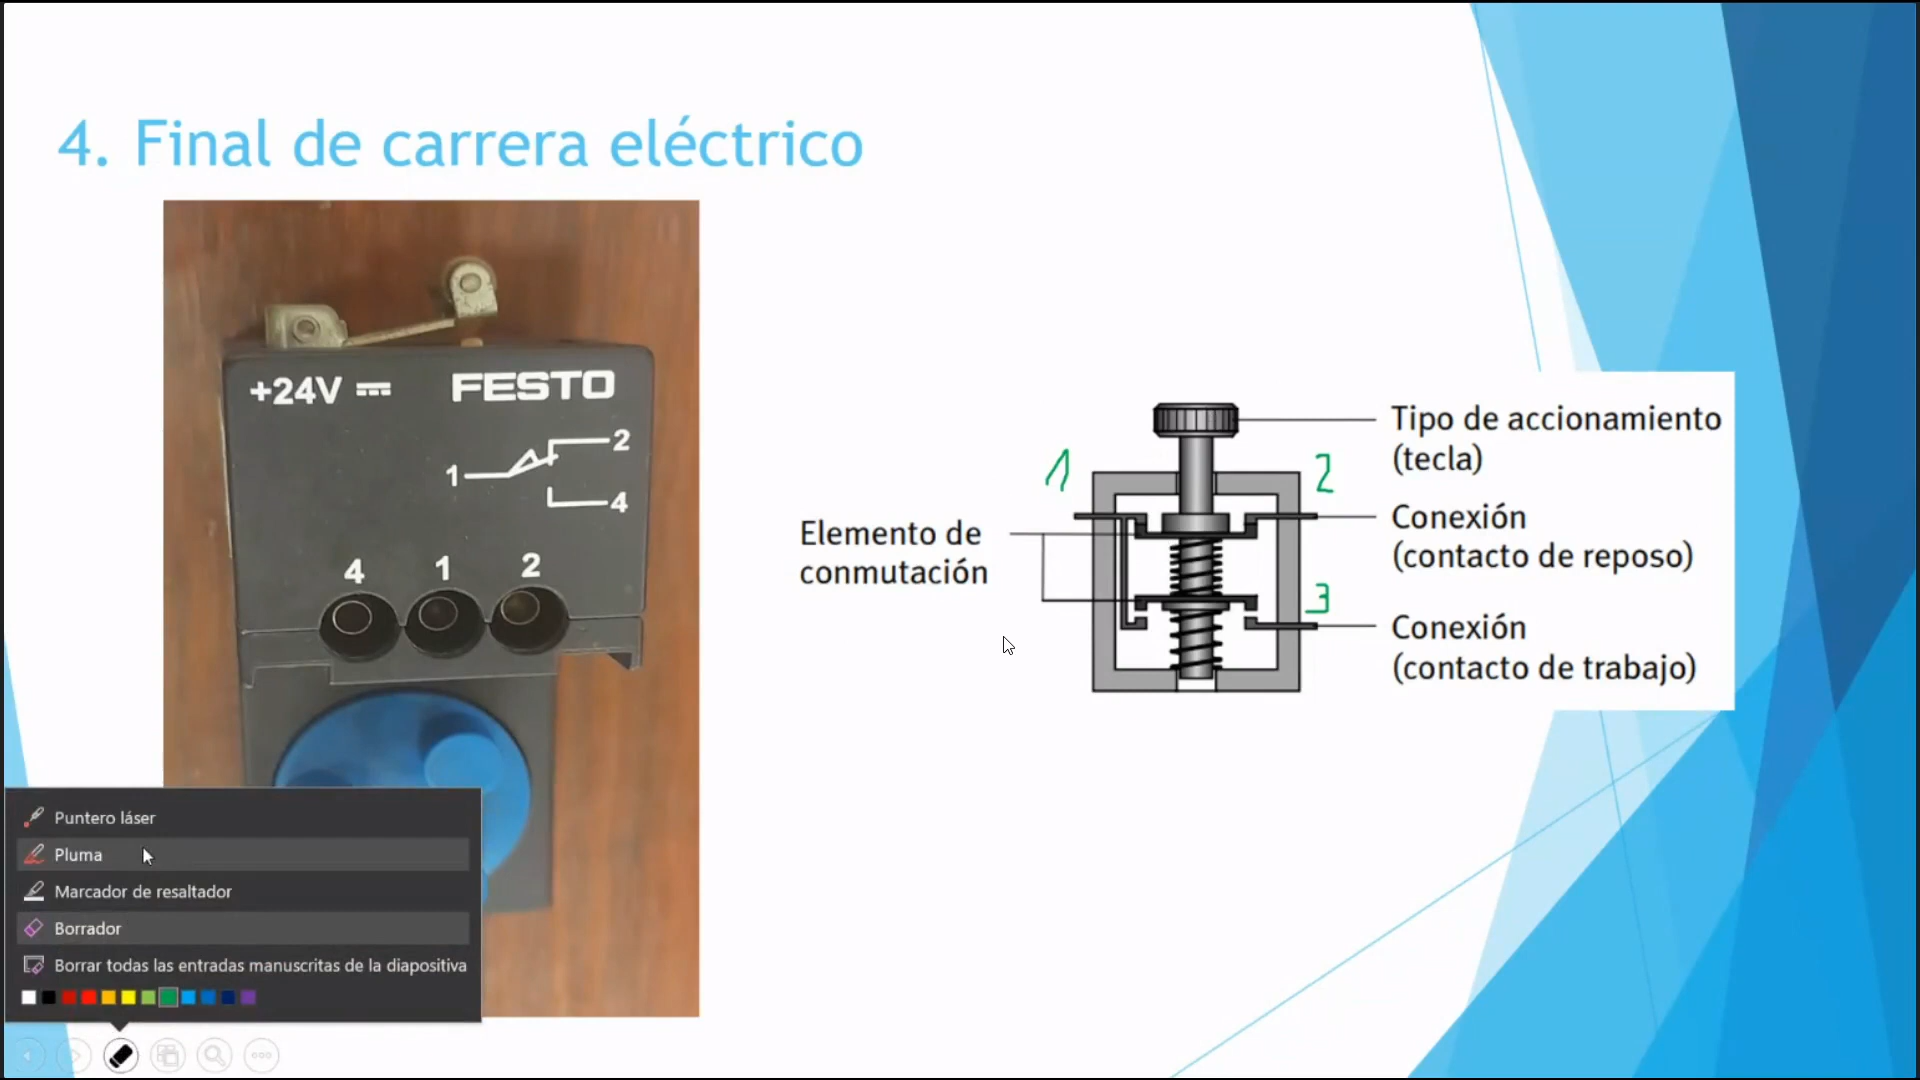 4. Final de carrera eléctrico
+24V
FESTO
2
1
4
4 1 2
1
2
3
Tipo de accionamiento
(tecla)
Elemento de
conmutación
Conexión
(contacto de reposo)
Conexión
(contacto de trabajo)
Puntero láser
Pluma
Marcador de resaltador
Borrador
Borrar todas las entradas manuscritas de la diapositiva